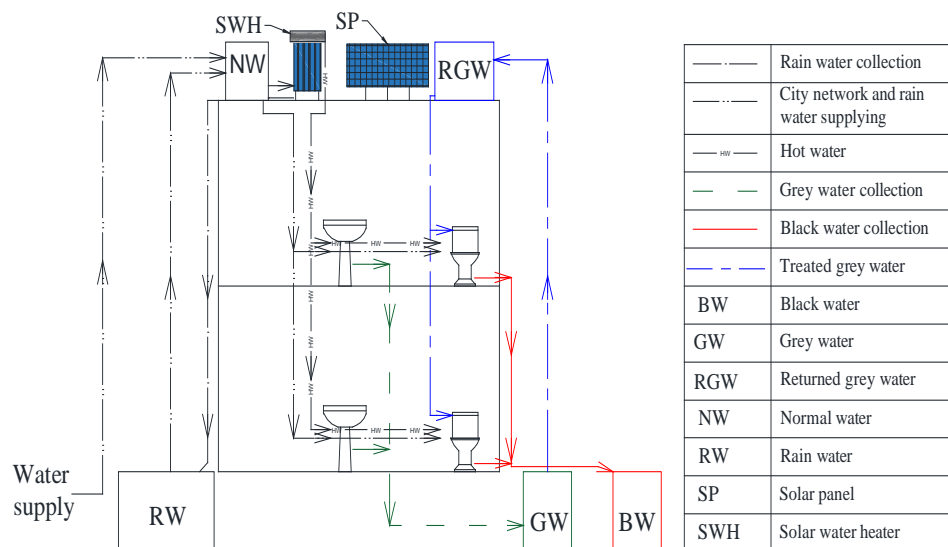 SWH
SP
NW
RGW
HW
HW
HW
HW HW HW
HW
HW HW HW
Water
supply
RW
GW
BW
Rain water collection
City network and rain
water supplying
HW Hot water
Grey water collection
Black water collection
Treated grey water
BW Black water
GW Grey water
RGW Returned grey water
NW Normal water
RW Rain water
SP Solar panel
SWH Solar water heater